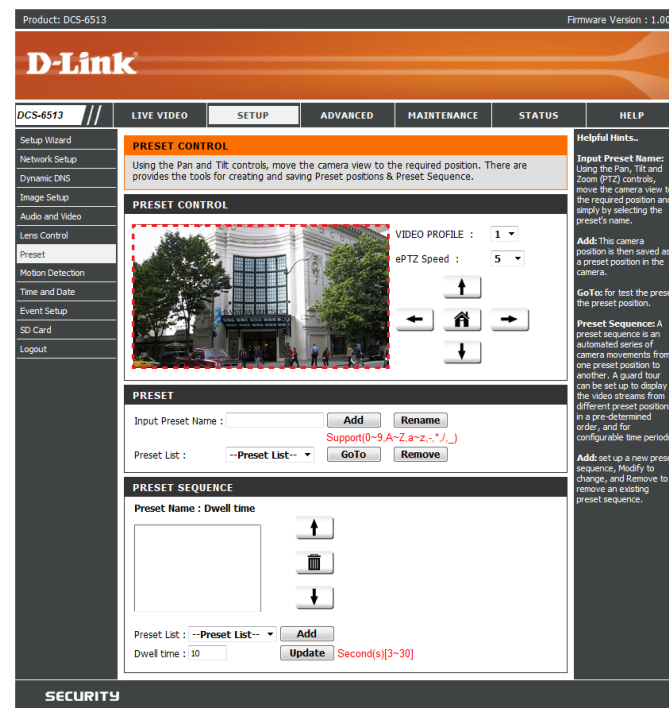 Product: DCS-6513
Firmware Version : 1.00
D-Link
DCS-6513
LIVE VIDEO
SETUP
ADVANCED
MAINTENANCE
STATUS
HELP
Setup Wizard
Network Setup
Dynamic DNS
Image Setup
Audio and Video
Lens Control
Preset
Motion Detection
Time and Date
Event Setup
SD Card
Logout
PRESET CONTROL
Using the Pan and Tilt controls, move the camera view to the required position. There are
provides the tools for creating and saving Preset positions & Preset Sequence.
PRESET CONTROL
VIDEO PROFILE : 1
ePTZ Speed : 5
PRESET
Input Preset Name : Add Rename
Support(0~9,A~Z,a~z,-,*,/,_)
Preset List : --Preset List-- GoTo Remove
PRESET SEQUENCE
Preset Name : Dwell time
Preset List : --Preset List-- Add
Dwell time : 10 Update Second(s)[3~30]
Helpful Hints..
Input Preset Name:
Using the Pan, Tilt and
Zoom (PTZ) controls,
move the camera view to
the required position and
simply by selecting the
preset's name.
Add: This camera
position is then saved as
a preset position in the
camera.
GoTo: for test the prese
the preset position.
Preset Sequence: A
preset sequence is an
automated series of
camera movements from
one preset position to
another. A guard tour
can be set up to display
the video streams from
different preset position
in a pre-determined
order, and for
configurable time periods
Add: set up a new prese
sequence, Modify to
change, and Remove to
remove an existing
preset sequence.
SECURITY